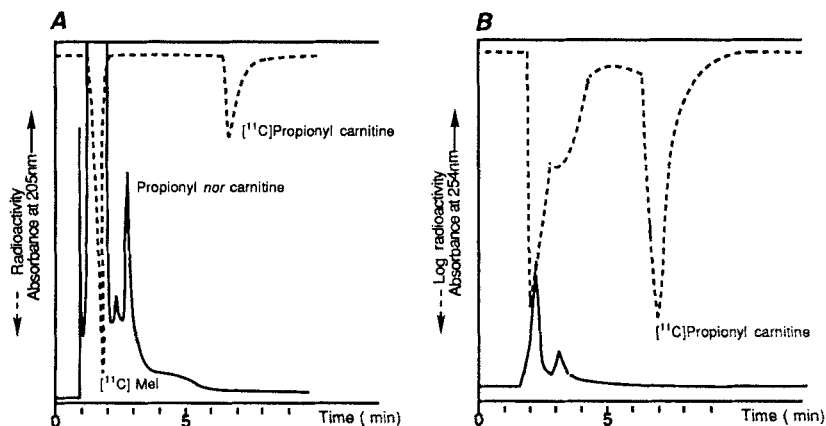 A
B
[11C]Propionyl carnitine
Propionyl nor carnitine
[11C] MeI
Radioactivity
Absorbance at 205nm
0
5
Time ( min)
[11C]Propionyl carnitine
Log radioactivity
Absorbance at 254nm
0
5
Time ( min)